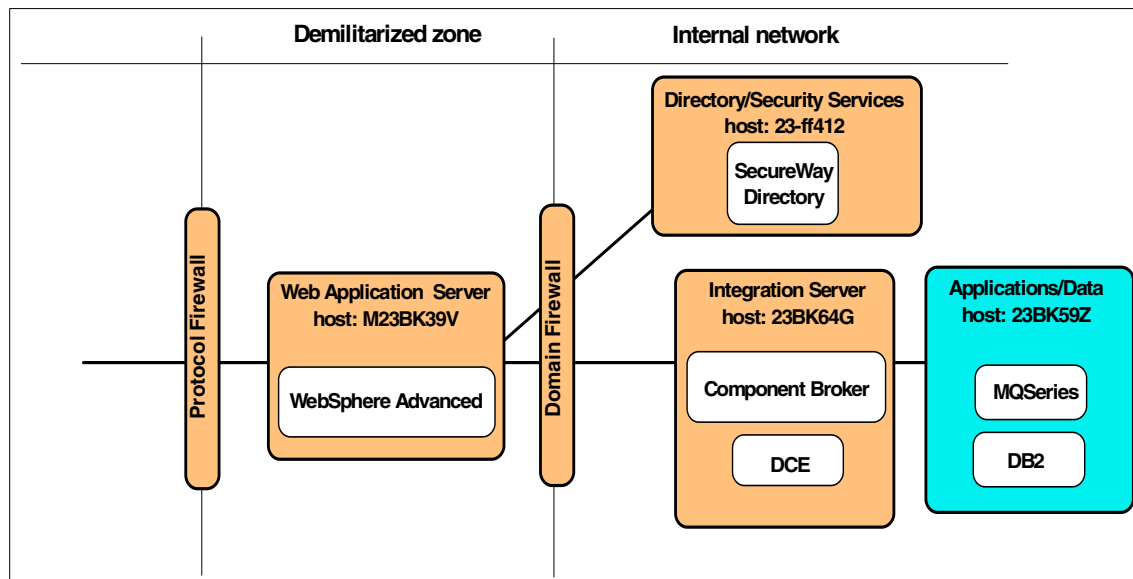 Demilitarized zone
Internal network
Directory/Security Services
host: 23-ff412
SecureWay
Directory
Protocol Firewall
Web Application Server
host: M23BK39V
WebSphere Advanced
Domain Firewall
Integration Server
host: 23BK64G
Component Broker
DCE
Applications/Data
host: 23BK59Z
MQSeries
DB2